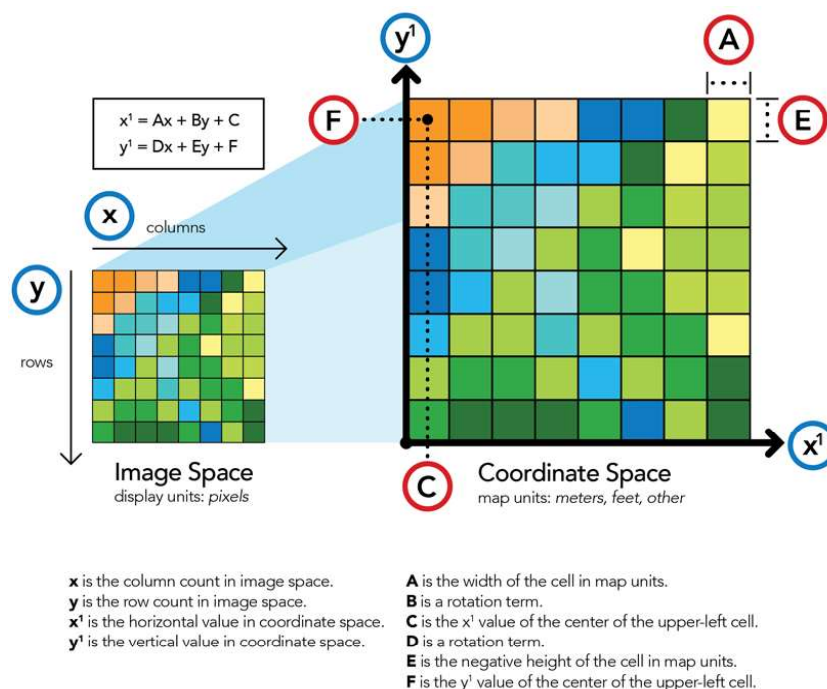 y¹
A
x¹ = Ax + By + C
y¹ = Dx + Ey + F
F
E
x
columns
y
rows
x¹
Image Space
display units: pixels
C
Coordinate Space
map units: meters, feet, other
x is the column count in image space.
y is the row count in image space.
x¹ is the horizontal value in coordinate space.
y¹ is the vertical value in coordinate space.
A is the width of the cell in map units.
B is a rotation term.
C is the x¹ value of the center of the upper-left cell.
D is a rotation term.
E is the negative height of the cell in map units.
F is the y¹ value of the center of the upper-left cell.